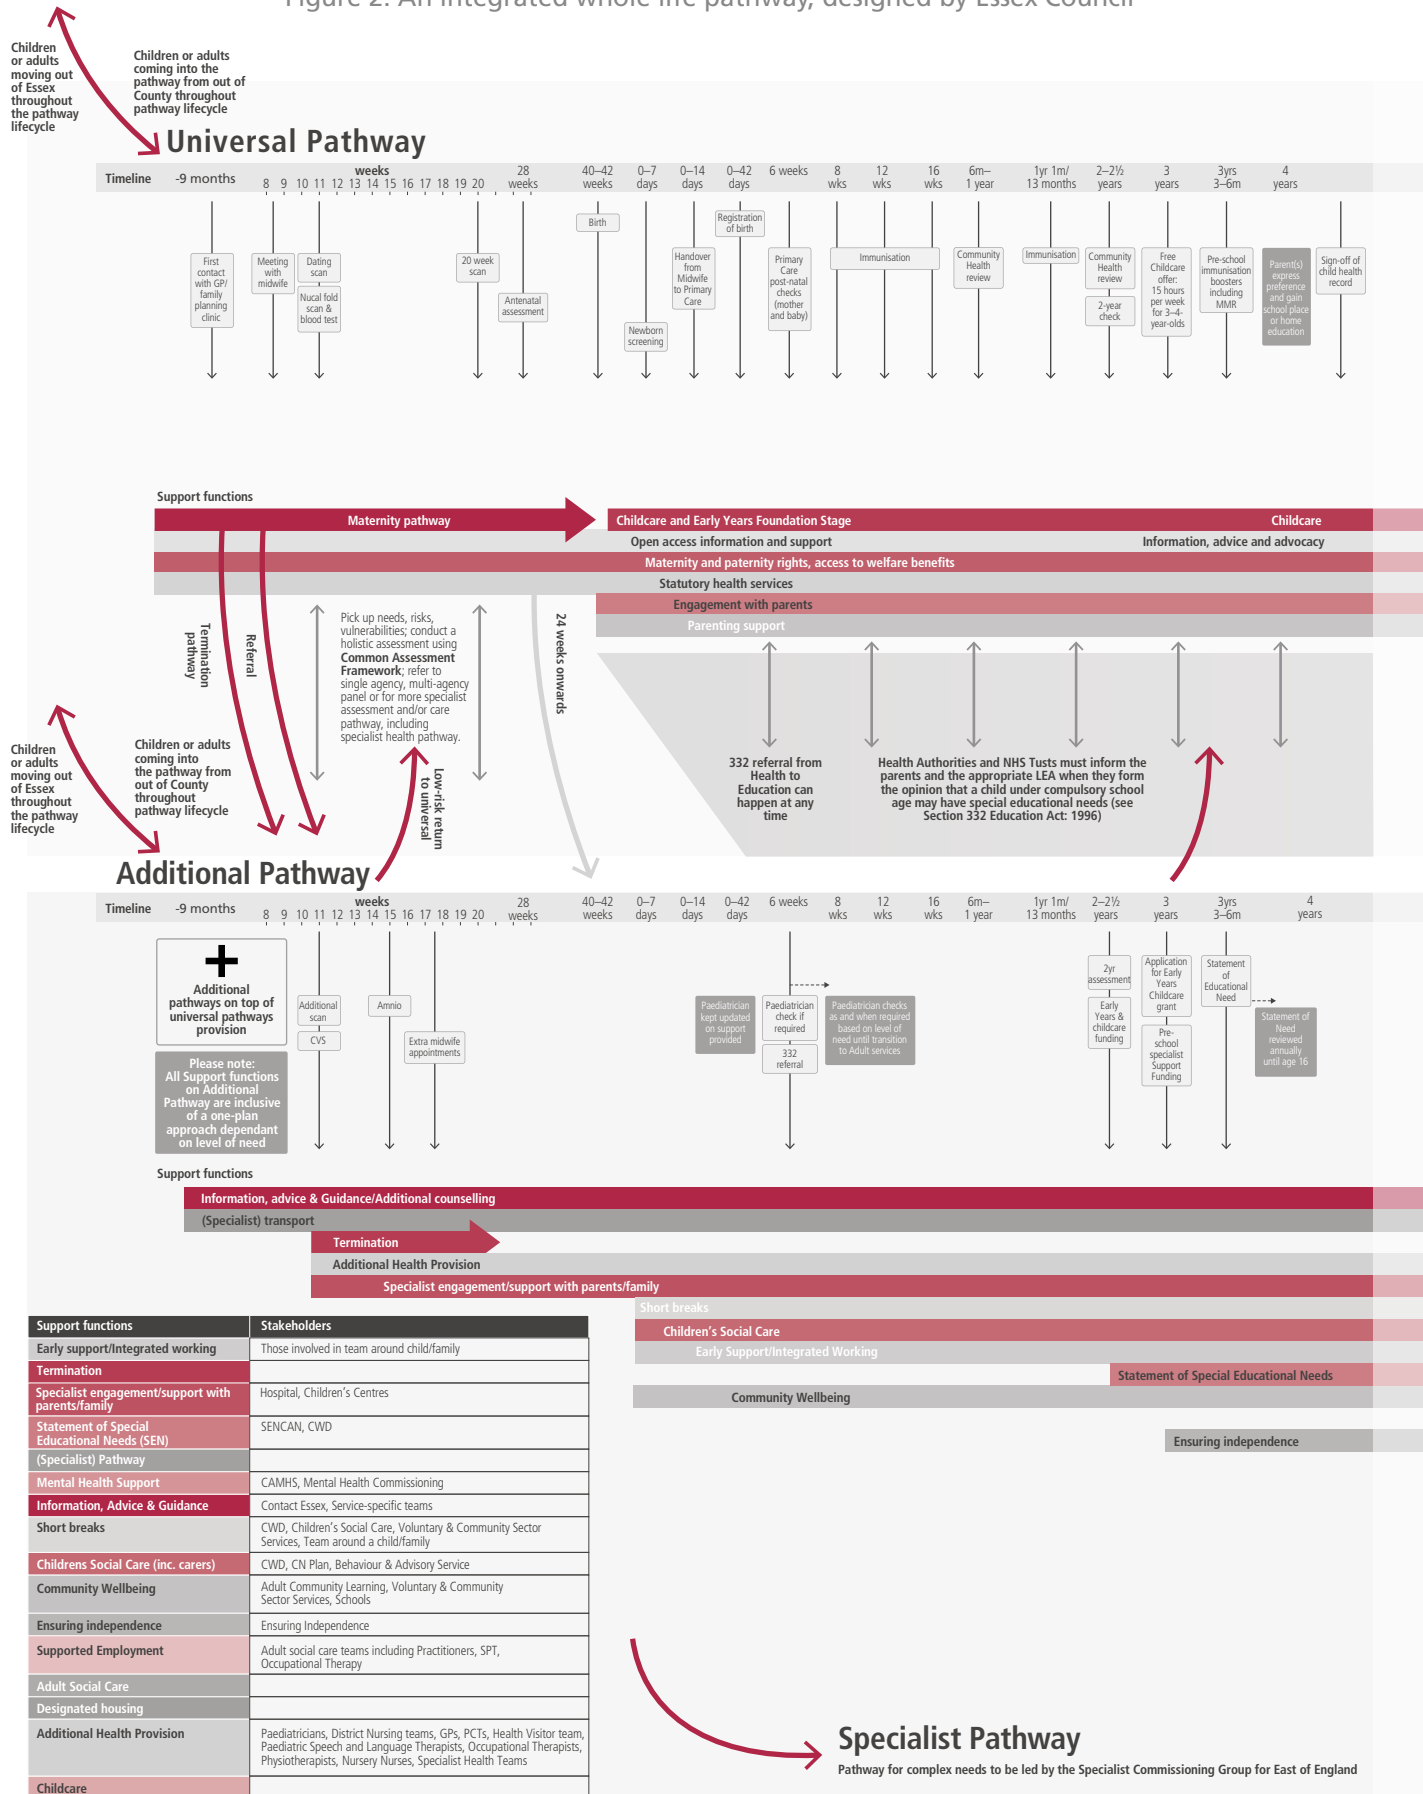 Figure 2: An integrated whole life pathway, designed by Essex Council
Children
or adults
moving out
of Essex
throughout
the pathway
lifecycle
Children or adults
coming into the
pathway from out of
County throughout
pathway lifecycle
Universal Pathway
Timeline
-9 months
weeks
8 9 10 11 12 13 14 15 16 17 18 19 20
28
weeks
40–42
weeks
0–7
days
0–14
days
0–42
days
6 weeks
8
wks
12
wks
16
wks
6m–
1 year
1yr 1m/
13 months
2–2½
years
3
years
3yrs
3–6m
4
years
First
contact
with GP/
family
planning
clinic
Meeting
with
midwife
Dating
scan
Nucal fold
scan &
blood test
20 week
scan
Antenatal
assessment
Birth
Newborn
screening
Handover
from
Midwife
to Primary
Care
Registration
of birth
Primary
Care
post-natal
checks
(mother
and baby)
Immunisation
Community
Health
review
Immunisation
Community
Health
review
2-year
check
Free
Childcare
offer:
15 hours
per week
for 3–4-
year-olds
Pre-school
immunisation
boosters
including
MMR
Parent(s)
express
preference
and gain
school place
or home
education
Sign-off of
child health
record
Support functions
Maternity pathway
Childcare and Early Years Foundation Stage
Childcare
Open access information and support
Information, advice and advocacy
Maternity and paternity rights, access to welfare benefits
Statutory health services
Engagement with parents
Parenting support
Termination
pathway
Referral
Pick up needs, risks,
vulnerabilities; conduct a
holistic assessment using
Common Assessment
Framework; refer to
single agency, multi-agency
panel or for more specialist
assessment and/or care
pathway, including
specialist health pathway.
24 weeks onwards
Low-risk return
to universal
332 referral from
Health to
Education can
happen at any
time
Health Authorities and NHS Tusts must inform the
parents and the appropriate LEA when they form
the opinion that a child under compulsory school
age may have special educational needs (see
Section 332 Education Act: 1996)
Children
or adults
moving out
of Essex
throughout
the pathway
lifecycle
Children or adults
coming into
the pathway from
out of County
throughout
pathway lifecycle
Additional Pathway
Timeline
-9 months
weeks
8 9 10 11 12 13 14 15 16 17 18 19 20
28
weeks
40–42
weeks
0–7
days
0–14
days
0–42
days
6 weeks
8
wks
12
wks
16
wks
6m–
1 year
1yr 1m/
13 months
2–2½
years
3
years
3yrs
3–6m
4
years
+
Additional
pathways on top of
universal pathways
provision
Please note:
All Support functions
on Additional
Pathway are inclusive
of a one-plan
approach dependant
on level of need
Additional
scan
CVS
Amnio
Extra midwife
appointments
Paediatrician
kept updated
on support
provided
Paediatrician
check if
required
332
referral
Paediatrician checks
as and when required
based on level of
need until transition
to Adult services
2yr
assessment
Early
Years &
childcare
funding
Application
for Early
Years
Childcare
grant
Pre-
school
specialist
Support
Funding
Statement
of
Educational
Need
Statement of
Need
reviewed
annually
until age 16
Support functions
Information, advice & Guidance/Additional counselling
(Specialist) transport
Termination
Additional Health Provision
Specialist engagement/support with parents/family
Short breaks
Children's Social Care
Early Support/Integrated Working
Statement of Special Educational Needs
Community Wellbeing
Ensuring independence
Support functions
Stakeholders
Early support/Integrated working
Those involved in team around child/family
Termination
Specialist engagement/support with
parents/family
Hospital, Children's Centres
Statement of Special
Educational Needs (SEN)
SENCAN, CWD
(Specialist) Pathway
Mental Health Support
CAMHS, Mental Health Commissioning
Information, Advice & Guidance
Contact Essex, Service-specific teams
Short breaks
CWD, Children's Social Care, Voluntary & Community Sector
Services, Team around a child/family
Childrens Social Care (inc. carers)
CWD, CN Plan, Behaviour & Advisory Service
Community Wellbeing
Adult Community Learning, Voluntary & Community
Sector Services, Schools
Ensuring independence
Ensuring Independence
Supported Employment
Adult social care teams including Practitioners, SPT,
Occupational Therapy
Adult Social Care
Designated housing
Additional Health Provision
Paediatricians, District Nursing teams, GPs, PCTs, Health Visitor team,
Paediatric Speech and Language Therapists, Occupational Therapists,
Physiotherapists, Nursery Nurses, Specialist Health Teams
Childcare
Specialist Pathway
Pathway for complex needs to be led by the Specialist Commissioning Group for East of England